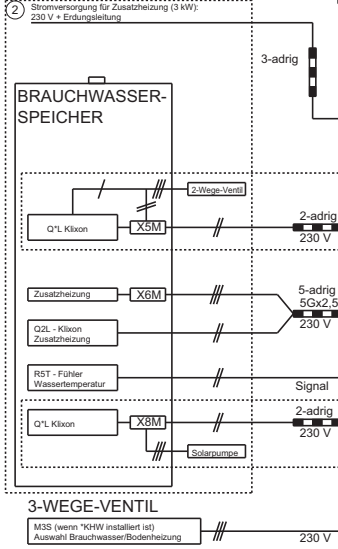 2
Stromversorgung für Zusatzheizung (3 kW):
230 V + Erdungsleitung
3-adrig
BRAUCHWASSER-
SPEICHER
2-Wege-Ventil
Q*L Klixon
X5M
2-adrig
230 V
Zusatzheizung
X6M
5-adrig
5Gx2,5
230 V
Q2L - Klixon
Zusatzheizung
R5T - Fühler
Wassertemperatur
Signal
Q*L Klixon
X8M
2-adrig
230 V
Solarpumpe
3-WEGE-VENTIL
M3S (wenn *KHW installiert ist)
Auswahl Brauchwasser/Bodenheizung
230 V